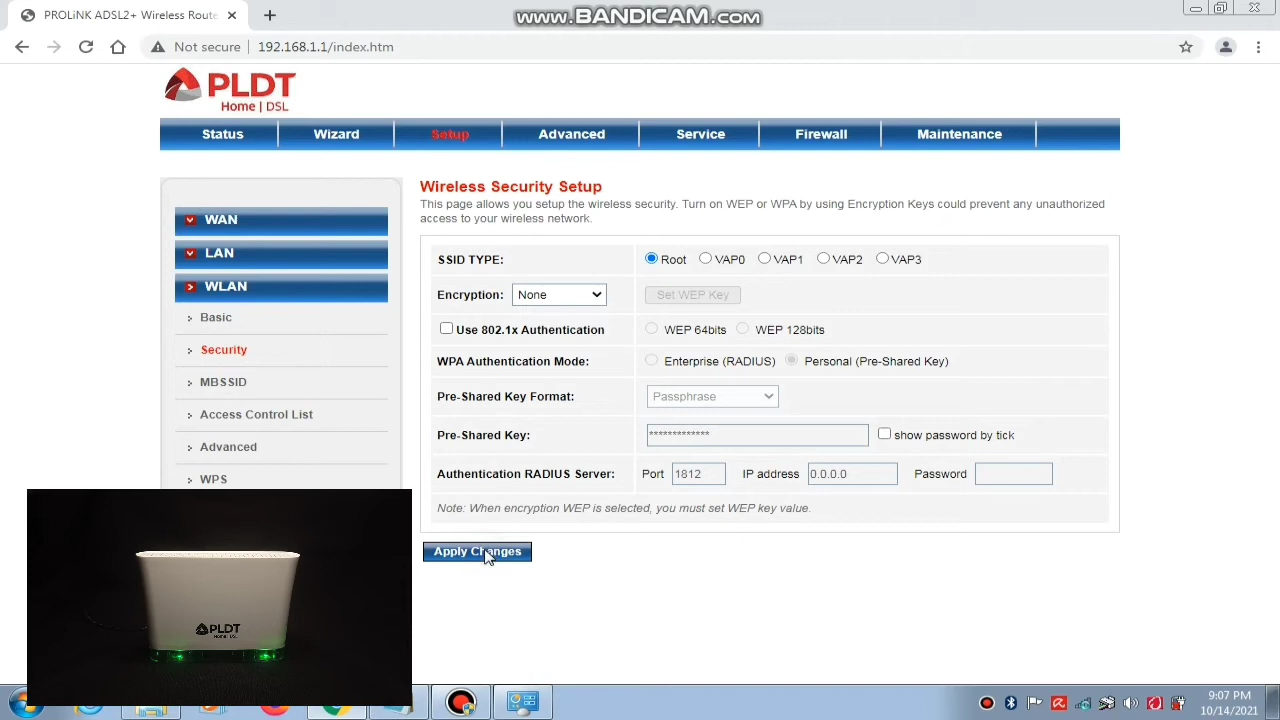 PROLiNK ADSL2+ Wireless Route
www.BANDICAM.com
Not secure 192.168.1.1/index.htm
PLDT
Home | DSL
Status Wizard Setup Advanced Service Firewall Maintenance
WAN
LAN
WLAN
Basic
Security
MBSSID
Access Control List
Advanced
WPS
Wireless Security Setup
This page allows you setup the wireless security. Turn on WEP or WPA by using Encryption Keys could prevent any unauthorized
access to your wireless network.
SSID TYPE: Root VAP0 VAP1 VAP2 VAP3
Encryption: None Set WEP Key
Use 802.1x Authentication WEP 64bits WEP 128bits
WPA Authentication Mode: Enterprise (RADIUS) Personal (Pre-Shared Key)
Pre-Shared Key Format: Passphrase
Pre-Shared Key: ************* show password by tick
Authentication RADIUS Server: Port 1812 IP address 0.0.0.0 Password
Note: When encryption WEP is selected, you must set WEP key value.
Apply Changes
PLDT
Home DSL
9:07 PM
10/14/2021